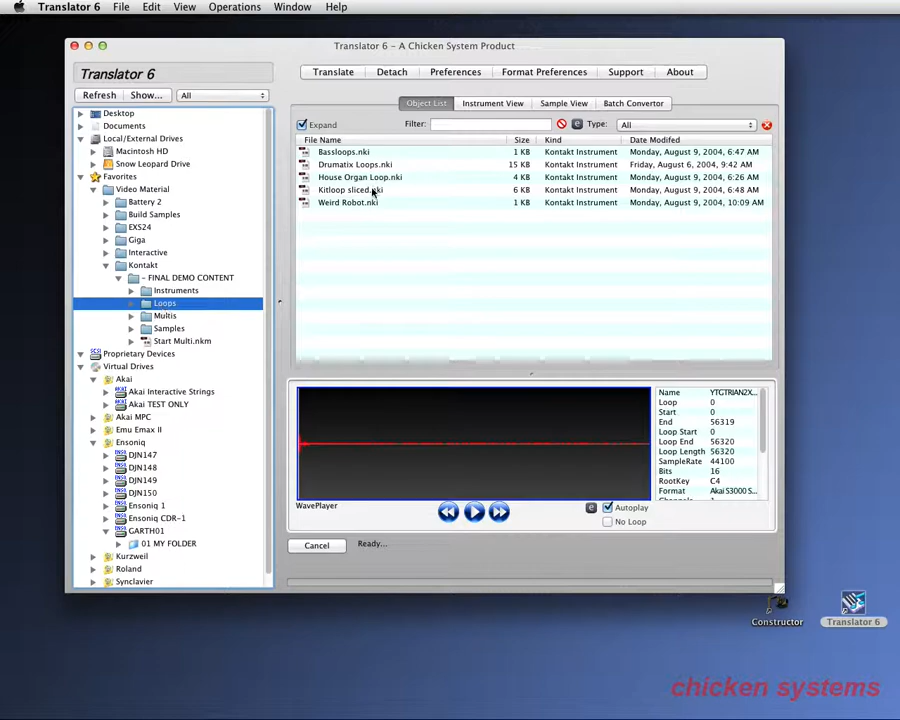 Translator 6 File Edit View Operations Window Help
Translator 6 – A Chicken System Product
Translator 6
Refresh Show... All
Desktop
Documents
Local/External Drives
Machintosh HD
Snow Leopard Drive
Favorites
Video Material
Battery 2
Build Samples
EXS24
Giga
Interactive
Kontakt
- FINAL DEMO CONTENT
Instruments
Loops
Multis
Samples
Start Multi.nkm
Proprietary Devices
Virtual Drives
Akai
Akai Interactive Strings
Akai TEST ONLY
Akai MPC
Emu Emax II
Ensoniq
DJN147
DJN148
DJN149
DJN150
Ensoniq 1
Ensoniq CDR-1
GARTH01
01 MY FOLDER
Kurzweil
Roland
Synclavier
Translate Detach Preferences Format Preferences Support About
Object List Instrument View Sample View Batch Convertor
Expand Filter: e Type: All
File Name Size Kind Date Modifed
Bassloops.nki 1 KB Kontakt Instrument Monday, August 9, 2004, 6:47 AM
Drumatix Loops.nki 15 KB Kontakt Instrument Friday, August 6, 2004, 9:42 AM
House Organ Loop.nki 4 KB Kontakt Instrument Monday, August 9, 2004, 6:26 AM
Kitloop sliced.nki 6 KB Kontakt Instrument Monday, August 9, 2004, 6:48 AM
Weird Robot.nki 1 KB Kontakt Instrument Monday, August 9, 2004, 10:09 AM
Name YTGTRIAN2X...
Loop 0
Start 0
End 56319
Loop Start 0
Loop End 56320
Loop Length 56320
SampleRate 44100
Bits 16
RootKey C4
Format Akai S3000 S...
WavePlayer
e Autoplay
No Loop
Cancel Ready...
Constructor
Translator 6
chicken systems